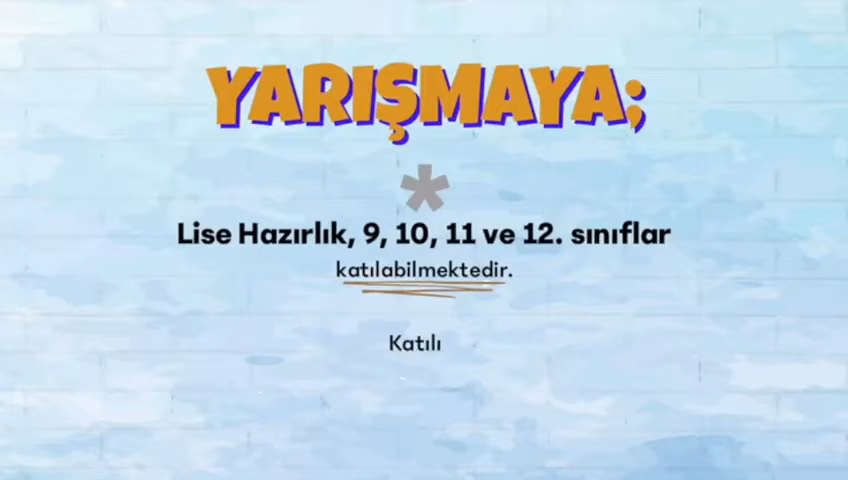 YARIŞMAYA;
*
Lise Hazırlık, 9, 10, 11 ve 12. sınıflar
katılabilmektedir.
Katılı